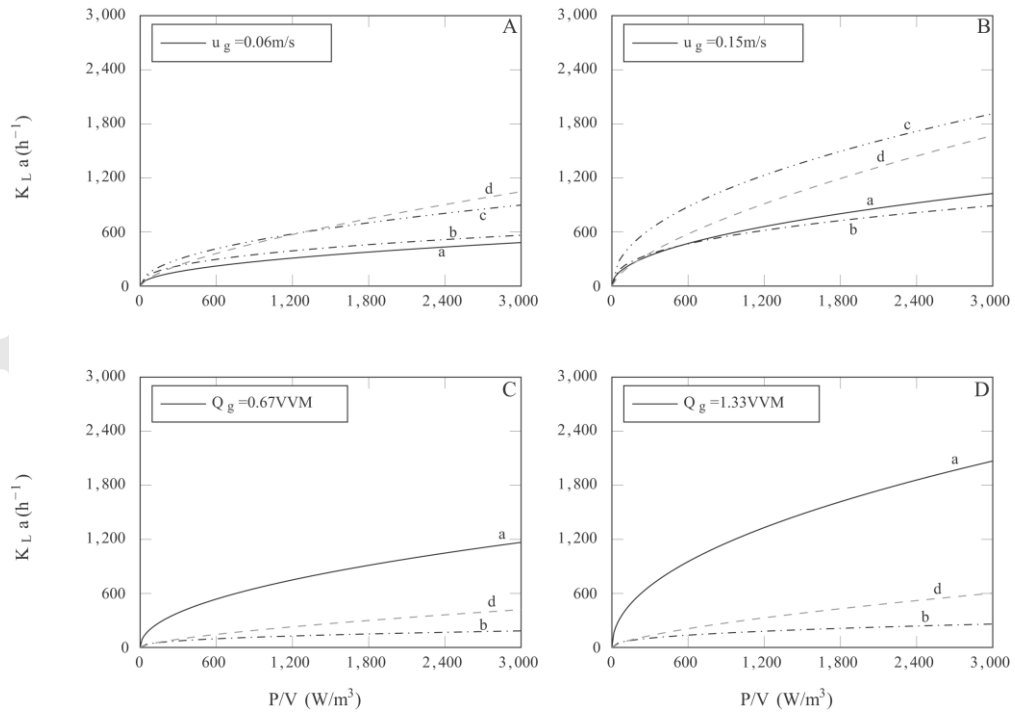 A
u g =0.06m/s
3,000
2,400
1,800
1,200
600
0
K L a (h−1)
d
c
b
a
0 600 1,200 1,800 2,400 3,000
B
u g =0.15m/s
3,000
2,400
1,800
1,200
600
0
c
d
a
b
0 600 1,200 1,800 2,400 3,000
C
Q g =0.67VVM
3,000
2,400
1,800
1,200
600
0
K L a (h−1)
a
d
b
0 600 1,200 1,800 2,400 3,000
P/V (W/m3)
D
Q g =1.33VVM
3,000
2,400
1,800
1,200
600
0
a
d
b
0 600 1,200 1,800 2,400 3,000
P/V (W/m3)